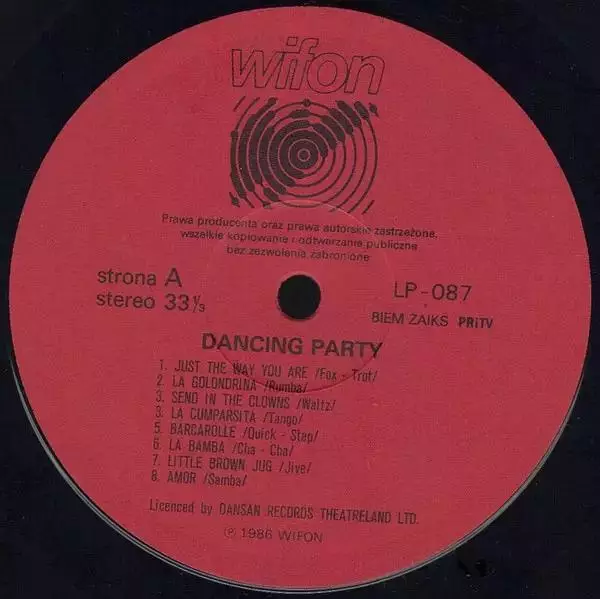 wifon
Prawa producenta oraz prawa autorskie zastrzeżone,
wszelkie kopiowanie i odtwarzanie publiczne
bez zezwolenia zabronione
strona A
stereo 33 1/3
LP-087
BIEM ZAIKS PRiTV
DANCING PARTY
1. JUST THE WAY YOU ARE /Fox - Trot/
2. LA GOLONDRINA /Rumba/
3. SEND IN THE CLOWNS /Waltz/
3. LA CUMPARSITA /Tango/
5. BARCAROLLE /Quick - Step/
6. LA BAMBA /Cha - Cha/
7. LITTLE BROWN JUG /Jive/
8. AMOR /Samba/
Licenced by DANSAN RECORDS THEATRELAND LTD.
℗ 1986 WIFON